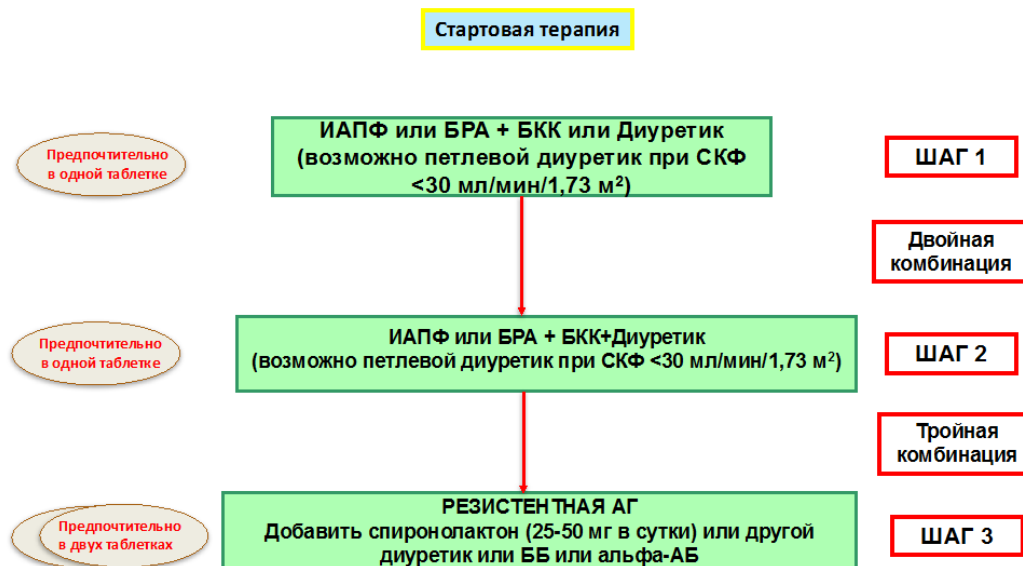 Стартовая терапия
Предпочтительно
в одной таблетке
ИАПФ или БРА + БКК или Диуретик
(возможно петлевой диуретик при СКФ
<30 мл/мин/1,73 м²)
ШАГ 1
Двойная
комбинация
Предпочтительно
в одной таблетке
ИАПФ или БРА + БКК+Диуретик
(возможно петлевой диуретик при СКФ <30 мл/мин/1,73 м²)
ШАГ 2
Тройная
комбинация
Предпочтительно
в двух таблетках
РЕЗИСТЕНТНАЯ АГ
Добавить спиронолактон (25-50 мг в сутки) или другой
диуретик или ББ или альфа-АБ
ШАГ 3